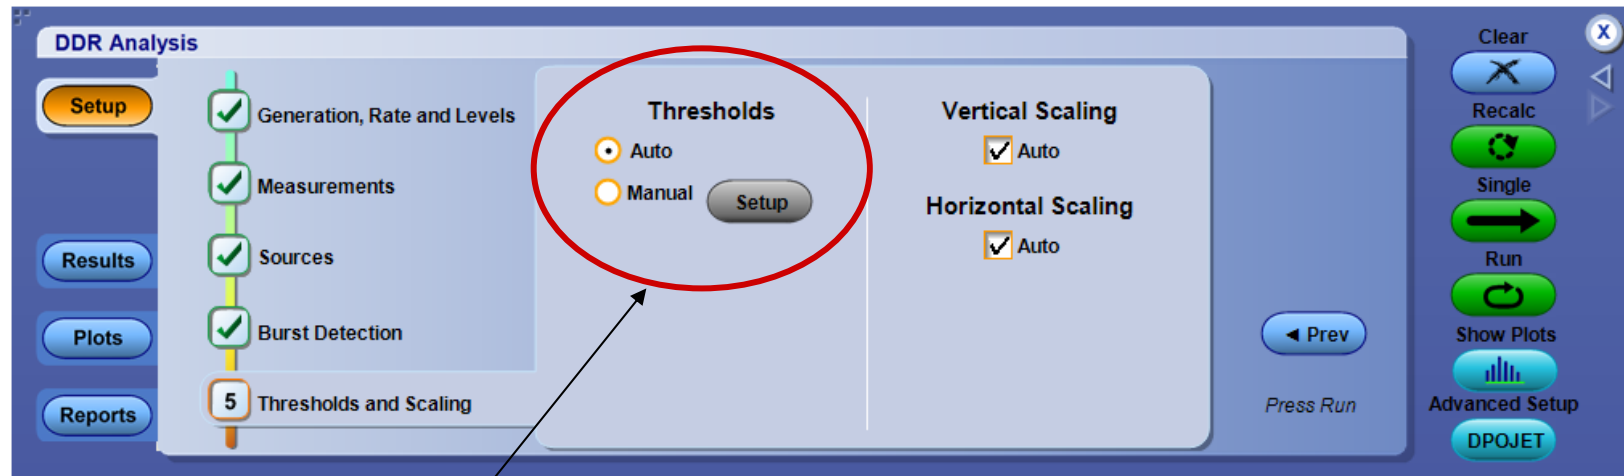 DDR Analysis
Setup
Results
Plots
Reports
Generation, Rate and Levels
Measurements
Sources
Burst Detection
5 Thresholds and Scaling
Thresholds
Auto
Manual
Setup
Vertical Scaling
Auto
Horizontal Scaling
Auto
◄ Prev
Press Run
X
Clear
Recalc
Single
Run
Show Plots
Advanced Setup
DPOJET